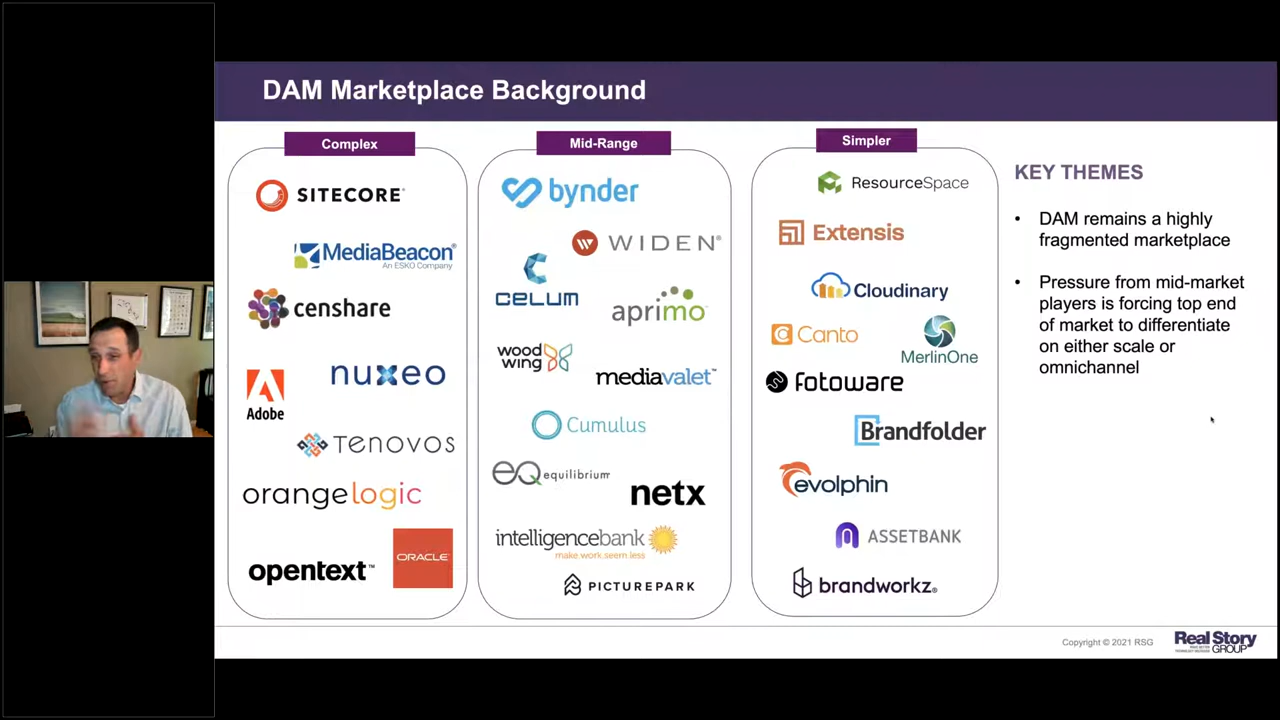 DAM Marketplace Background
Complex
SITECORE
MediaBeacon®
An ESKO Company
censhare
nuxeo
Adobe
TENOVOS
orangelogic
ORACLE
opentext™
Mid-Range
bynder
WIDEN®
CELUM
aprimo
wood
wing
mediavalet™
Cumulus
eQ equilibrium
netx
intelligencebank
make work seem less
PICTUREPARK
Simpler
ResourceSpace
Extensis
Cloudinary
Canto
MerlinOne
fotoware
Brandfolder
evolphin
ASSETBANK
brandworkz®
KEY THEMES
• DAM remains a highly
fragmented marketplace
• Pressure from mid-market
players is forcing top end
of market to differentiate
on either scale or
omnichannel
Copyright © 2021 RSG
Real Story
GROUP